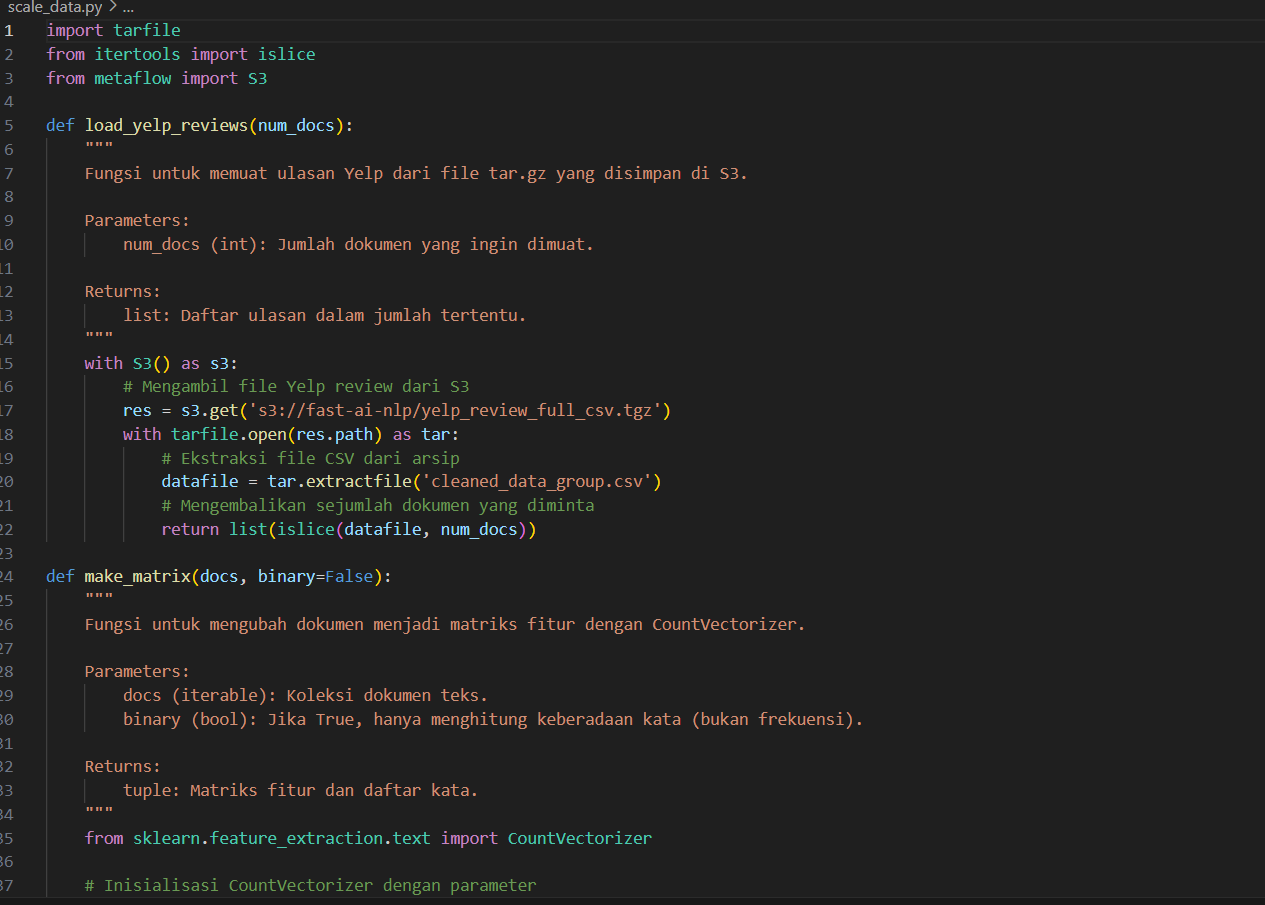 scale_data.py > ...
1 import tarfile
2 from itertools import islice
3 from metaflow import S3
4
5 def load_yelp_reviews(num_docs):
6     """
7     Fungsi untuk memuat ulasan Yelp dari file tar.gz yang disimpan di S3.
8
9     Parameters:
10         num_docs (int): Jumlah dokumen yang ingin dimuat.
11
12     Returns:
13         list: Daftar ulasan dalam jumlah tertentu.
14     """
15     with S3() as s3:
16         # Mengambil file Yelp review dari S3
17         res = s3.get('s3://fast-ai-nlp/yelp_review_full_csv.tgz')
18         with tarfile.open(res.path) as tar:
19             # Ekstraksi file CSV dari arsip
20             datafile = tar.extractfile('cleaned_data_group.csv')
21             # Mengembalikan sejumlah dokumen yang diminta
22             return list(islice(datafile, num_docs))
23
24 def make_matrix(docs, binary=False):
25     """
26     Fungsi untuk mengubah dokumen menjadi matriks fitur dengan CountVectorizer.
27
28     Parameters:
29         docs (iterable): Koleksi dokumen teks.
30         binary (bool): Jika True, hanya menghitung keberadaan kata (bukan frekuensi).
31
32     Returns:
33         tuple: Matriks fitur dan daftar kata.
34     """
35     from sklearn.feature_extraction.text import CountVectorizer
36
37     # Inisialisasi CountVectorizer dengan parameter